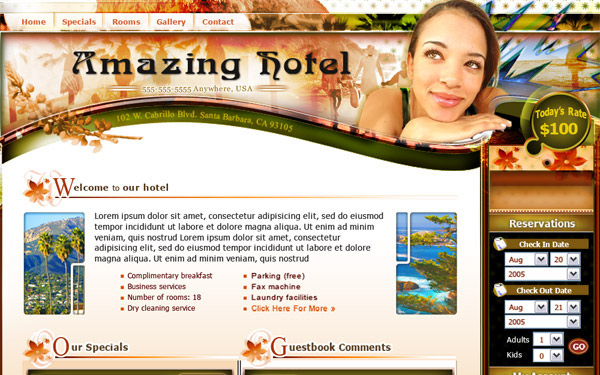 Home Specials Rooms Gallery Contact
Amazing Hotel
555-555-5555 Anywhere, USA
102 W. Cabrillo Blvd. Santa Barbara, CA 93105
Today's Rate
$100
Welcome to our hotel
Lorem ipsum dolor sit amet, consectetur adipisicing elit, sed do eiusmod
tempor incididunt ut labore et dolore magna aliqua. Ut enim ad minim
veniam, quis nostrud Lorem ipsum dolor sit amet, consectetur
adipisicing elit, sed do eiusmod tempor incididunt ut labore et dolore
magna aliqua. Ut enim ad minim veniam, quis nostrud
Complimentary breakfast
Business services
Number of rooms: 18
Dry cleaning service
Parking (free)
Fax machine
Laundry facilities
Click Here For More »
Reservations
Check In Date
Aug 20
2005
Check Out Date
Aug 21
2005
Adults 1
Kids 0
GO
My Account
Our Specials
Guestbook Comments